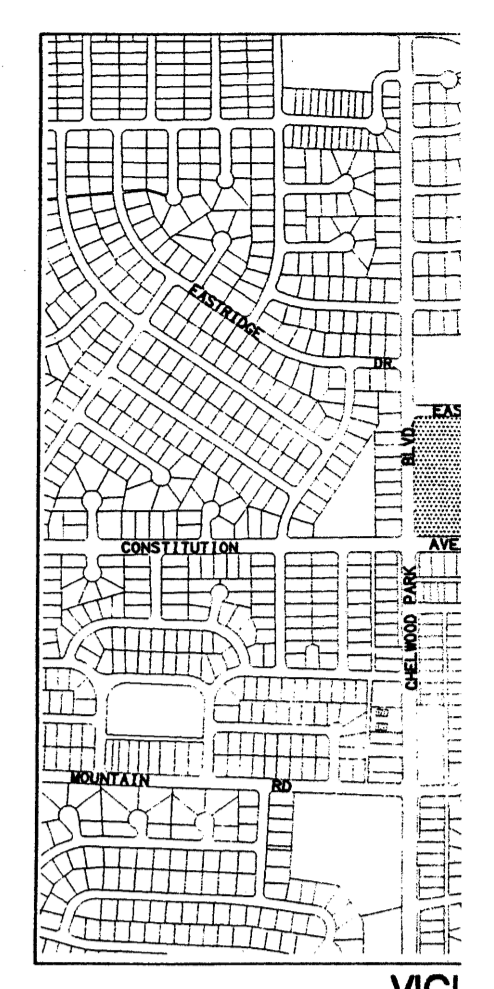 EASTRIDGE DR.
EAS
BLVD.
CONSTITUTION AVE
CHELWOOD PARK
MOUNTAIN RD
VICI